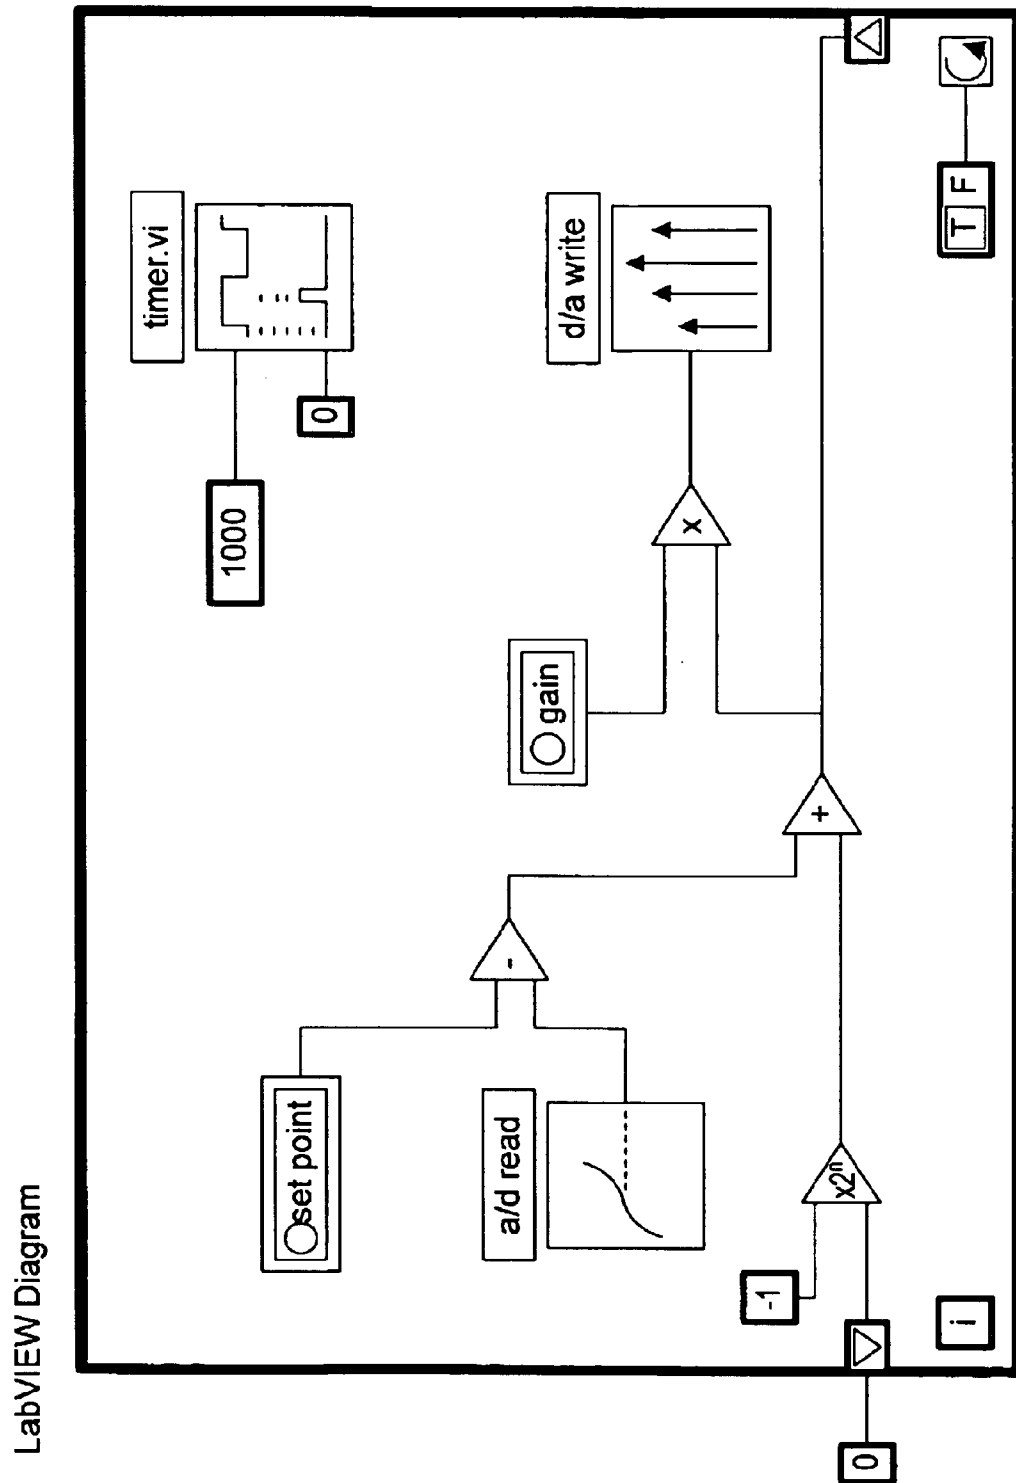 LabVIEW Diagram
timer.vi
1000
0
set point
-
a/d read
gain
x
d/a write
-1
x2ⁿ
+
0
i
T F